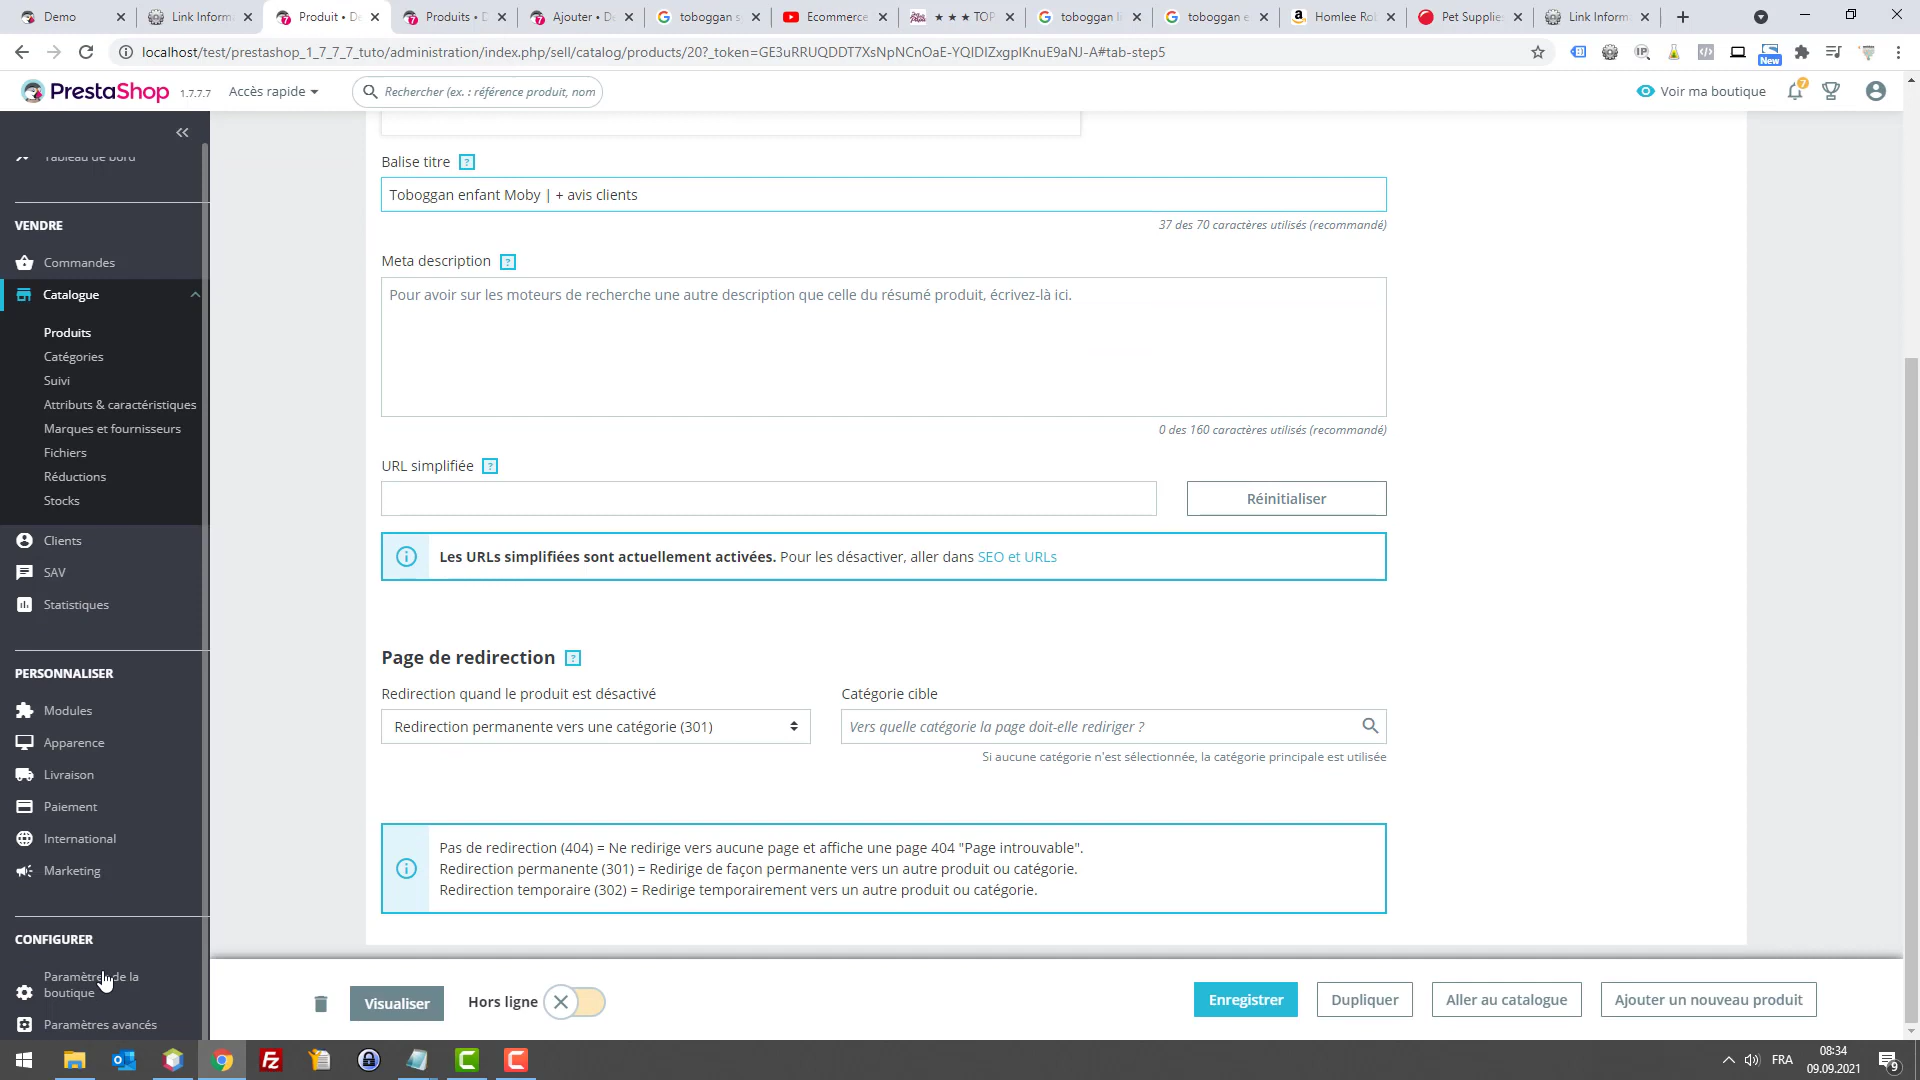 Demo
Link Inform
Produit • D
Produits • D
Ajouter • D
toboggan s
Ecommerce
★ ★ ★ TOP
toboggan li
toboggan e
Homlee Ro
Pet Supplie
Link Inform
localhost/test/prestashop_1_7_7_7_tuto/administration/index.php/sell/catalog/products/20?_token=GE3uRRUQDDT7XsNpNCnOaE-YQIDIZxgpIKnuE9aNJ-A#tab-step5
New
PrestaShop 1.7.7.7
Accès rapide
Rechercher (ex. : référence produit, nom
Voir ma boutique
7
Tableau de bord
VENDRE
Commandes
Catalogue
Produits
Catégories
Suivi
Attributs & caractéristiques
Marques et fournisseurs
Fichiers
Réductions
Stocks
Clients
SAV
Statistiques
PERSONNALISER
Modules
Apparence
Livraison
Paiement
International
Marketing
CONFIGURER
Paramètres de la
boutique
Paramètres avancés
Balise titre ?
Toboggan enfant Moby | + avis clients
37 des 70 caractères utilisés (recommandé)
Meta description ?
Pour avoir sur les moteurs de recherche une autre description que celle du résumé produit, écrivez-là ici.
0 des 160 caractères utilisés (recommandé)
URL simplifiée ?
Réinitialiser
Les URLs simplifiées sont actuellement activées. Pour les désactiver, aller dans SEO et URLs
Page de redirection ?
Redirection quand le produit est désactivé
Catégorie cible
Redirection permanente vers une catégorie (301)
Vers quelle catégorie la page doit-elle rediriger ?
Si aucune catégorie n'est sélectionnée, la catégorie principale est utilisée
Pas de redirection (404) = Ne redirige vers aucune page et affiche une page 404 "Page introuvable".
Redirection permanente (301) = Redirige de façon permanente vers un autre produit ou catégorie.
Redirection temporaire (302) = Redirige temporairement vers un autre produit ou catégorie.
Visualiser
Hors ligne
Enregistrer
Dupliquer
Aller au catalogue
Ajouter un nouveau produit
FRA
08:34
09.09.2021
9